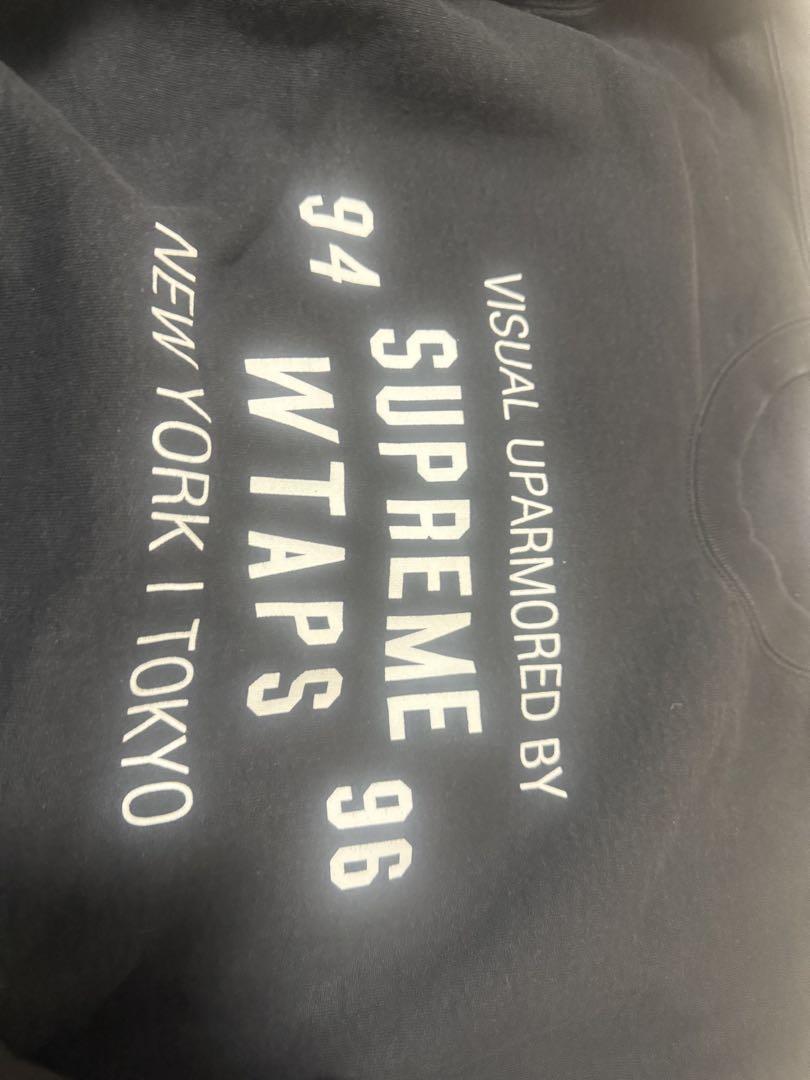 VISUAL UPARMORED BY
SUPREME
94 96
WTAPS
NEW YORK I TOKYO